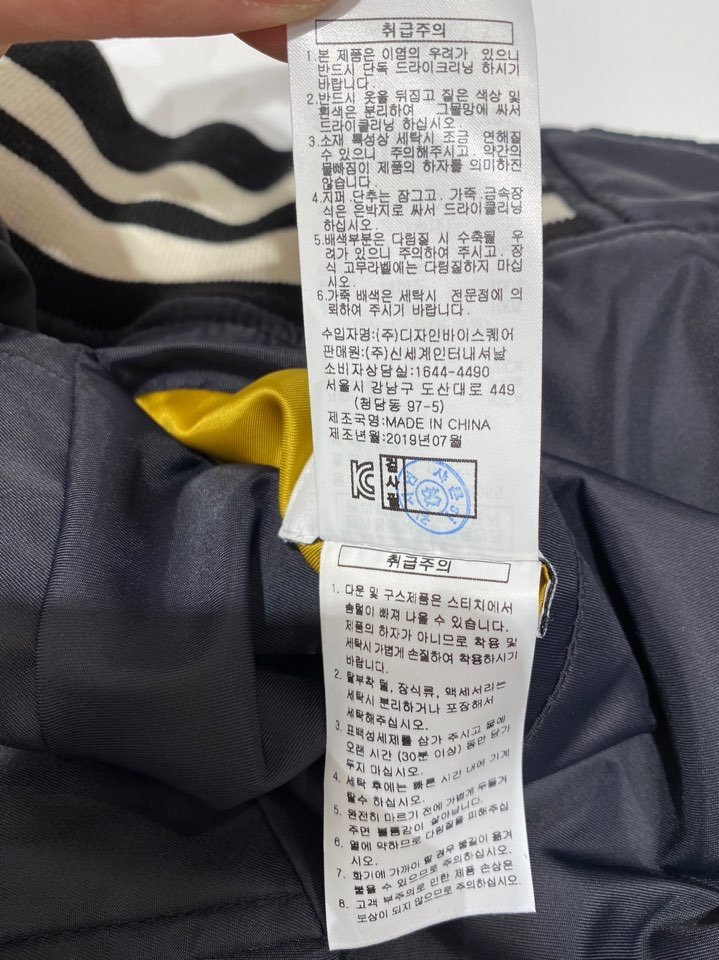 취급주의
1.본 제품은 이염의 우려가 있으니
반드시 단독 드라이크리닝 하시기
바랍니다.
2.반드시 옷을 뒤집고 짙은 색상 및
흰색은 분리하여 그물망에 싸서
드라이클리닝 하십시오
3.소재 특성상 세탁시 조금 연해질
수 있으니 주의해주시고. 약간의
물빠짐이 제품의 하자를 의미하진
않습니다.
4.지퍼.단추는 잠그고. 가죽 금속장
식은 은박지로 싸서 드라이클리닝
하십시오.
5.배색부분은 다림질 시 수축될 우
려가 있으니 주의하여 주시고. 장
식 고무라벨에는 다림질하지 마십
시오.
6.가죽 배색은 세탁시 전문점에 의
뢰하여 주시기 바랍니다.
수입자명:(주)디자인바이스퀘어
판매원:(주)신세계인터내셔날
소비자상담실:1644-4490
서울시 강남구 도산대로 449
(청담동 97-5)
제조국명:MADE IN CHINA
제조년월:2019년07월
검사필
취급주의
1. 다운 및 구스제품은 스티치에서
솜털이 빠져 나올 수 있습니다.
제품의 하자가 아니므로 착용 및
세탁시 가볍게 손질하여 착용하시기
바랍니다.
2. 탈부착 털, 장식류, 액세서리는
세탁시 분리하거나 포장해서
세탁해주십시오.
3. 표백성세제를 삼가 주시고 물에
오랜 시간 (30분 이상) 동안 담가
두지 마십시오.
4. 세탁 후에는 빠른 시간 내에 기계
탈수 하십시오.
5. 완전히 마르기 전에 가볍게 두들겨
주면 볼륨감이 살아납니다.
6. 열에 약하므로 다림질을 피해주십
시오.
7. 화기에 가까이 할 경우 불길이 옮겨
붙을 수 있으므로 주의하십시오.
8. 고객 부주의로 인한 제품 손상은
보상이 되지 않으므로 주의하십시오.